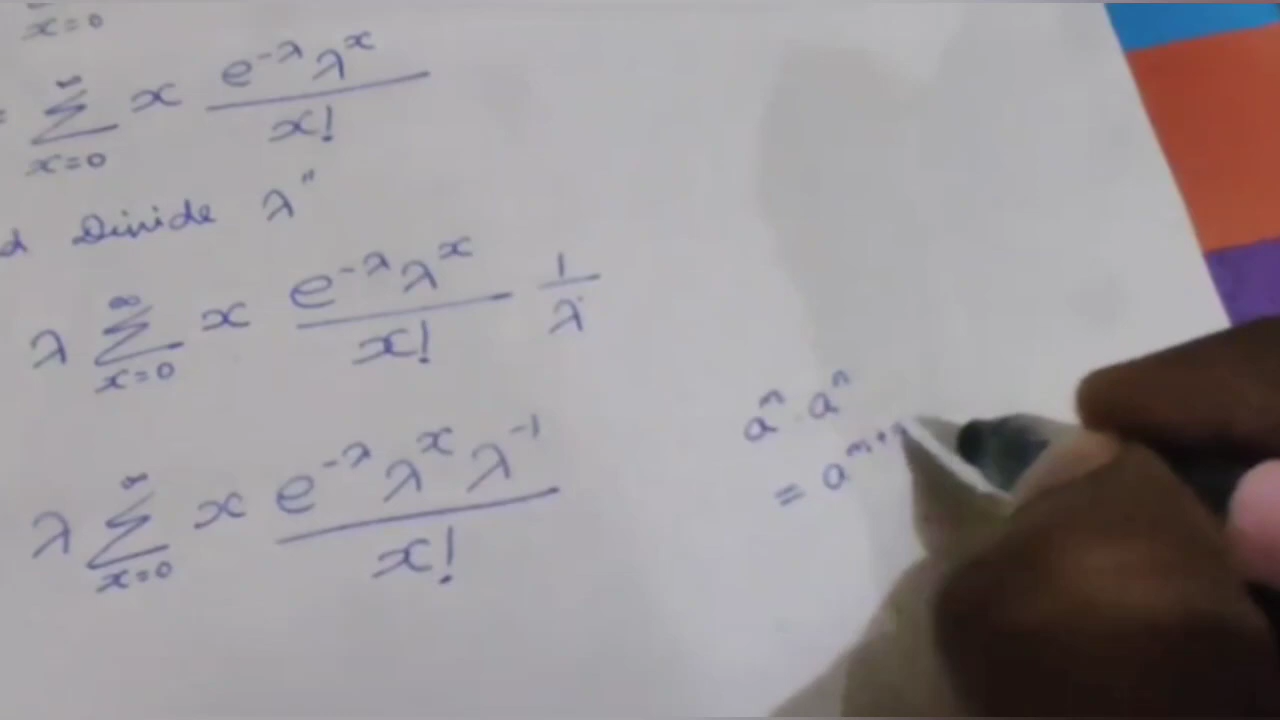 x=0
= ∞∑x=0 x e^-λ λ^x / x!
Divide λ"
λ ∞∑x=0 x e^-λ λ^x / x! 1/λ
λ ∞∑x=0 x e^-λ λ^x λ^-1 / x!
a^m . a^n
= a^m+